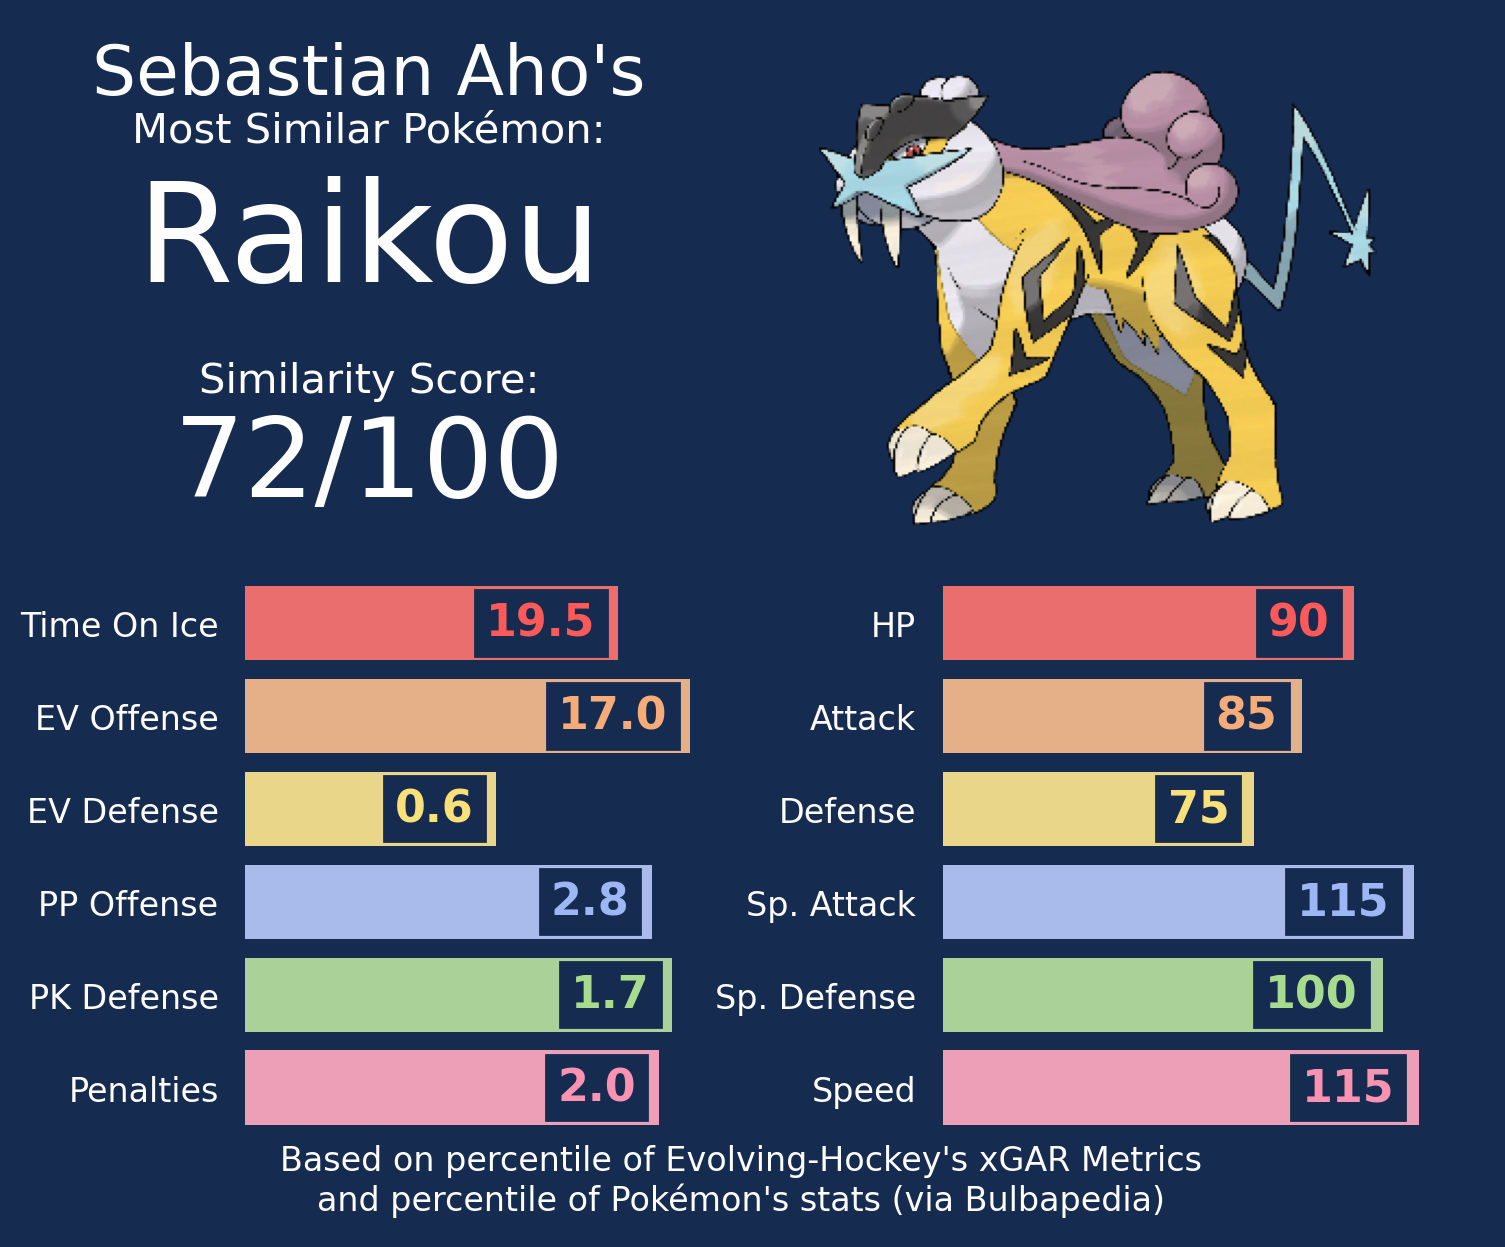 Sebastian Aho's
Most Similar Pokémon:
Raikou
Similarity Score:
72/100
Time On Ice 19.5
EV Offense 17.0
EV Defense 0.6
PP Offense 2.8
PK Defense 1.7
Penalties 2.0
HP 90
Attack 85
Defense 75
Sp. Attack 115
Sp. Defense 100
Speed 115
Based on percentile of Evolving-Hockey's xGAR Metrics
and percentile of Pokémon's stats (via Bulbapedia)